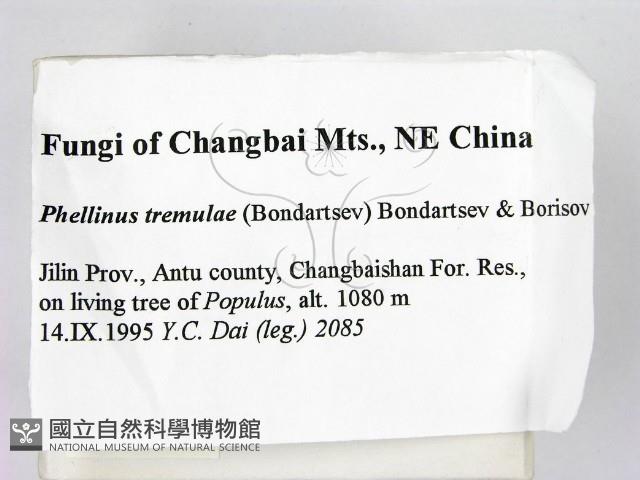 Fungi of Changbai Mts., NE China
Phellinus tremulae (Bondartsev) Bondartsev & Borisov
Jilin Prov., Antu county, Changbaishan For. Res.,
on living tree of Populus, alt. 1080 m
14.IX.1995 Y.C. Dai (leg.) 2085
國立自然科學博物館
NATIONAL MUSEUM OF NATURAL SCIENCE